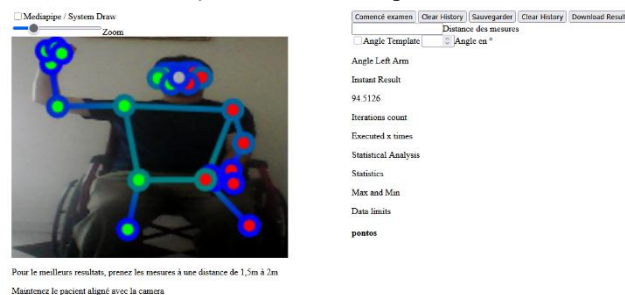 Mediapipe / System Draw
Zoom
Pour le meilleurs resultats, prenez les mesures à une distance de 1,5m à 2m
Maintenez le pacient aligné avec la camera
Comencé examen Clear History Sauvegarder Clear History Download Result
Distance des mesures
Angle Template Angle en °
Angle Left Arm
Instant Result
94.5126
Iterations count
Executed x times
Statistical Analysis
Statistics
Max and Min
Data limits
pontos